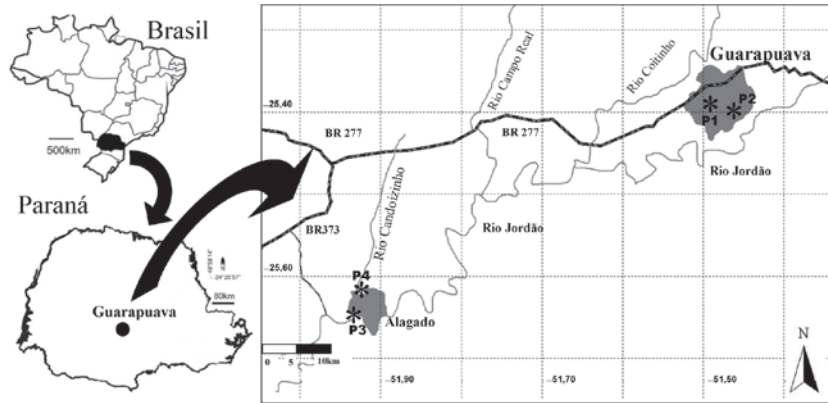 Brasil
500km
Paraná
N
80km
Guarapuava
Guarapuava
P1
P2
Rio Coitinho
Rio Campo Real
25,40
BR 277
BR 277
Rio Jordão
Rio Jordão
BR373
Rio Candoizinho
25,60
P4
P3
Alagado
0 5 10km
51,90
51,70
51,50
N